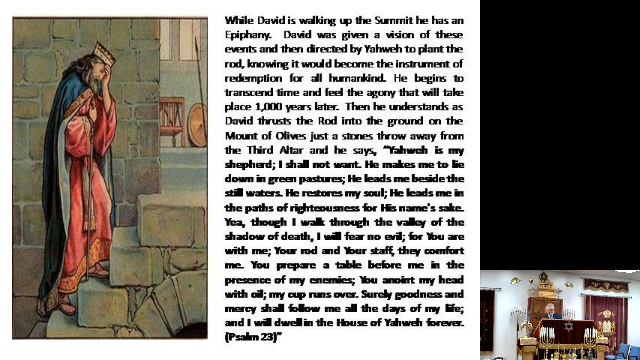 While David is walking up the Summit he has an
Epiphany. David was given a vision of these
events and then directed by Yahweh to plant the
rod, knowing it would become the instrument of
redemption for all humankind. He begins to
transcend time and feel the agony that will take
place 1,000 years later. Then he understands as
David thrusts the Rod into the ground on the
Mount of Olives just a stones throw away from
the Third Altar and he says, “Yahweh is my
shepherd; I shall not want. He makes me to lie
down in green pastures; He leads me beside the
still waters. He restores my soul; He leads me in
the paths of righteousness for His name's sake.
Yea, though I walk through the valley of the
shadow of death, I will fear no evil; for You are
with me; Your rod and Your staff, they comfort
me. You prepare a table before me in the
presence of my enemies; You anoint my head
with oil; my cup runs over. Surely goodness and
mercy shall follow me all the days of my life;
and I will dwell in the House of Yahweh forever.
(Psalm 23)”